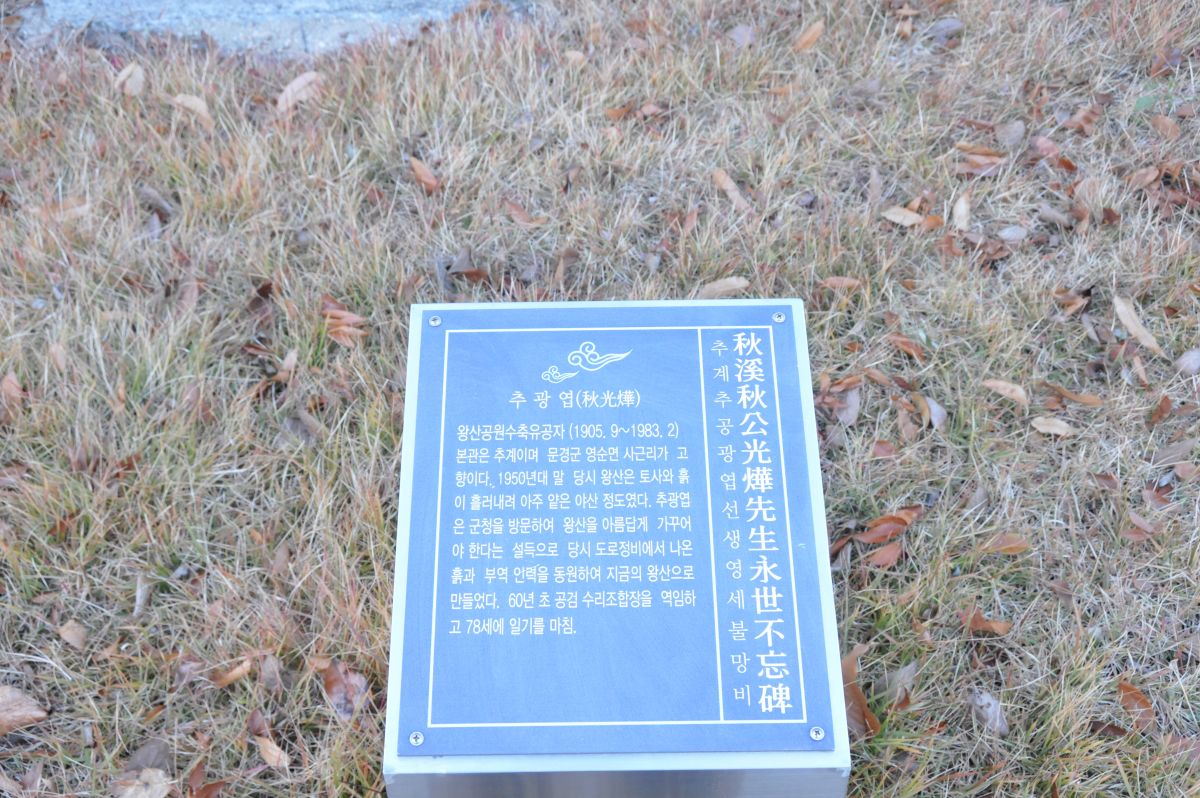 秋溪秋公光燁先生永世不忘碑
추계추공광엽선생영세불망비
추 광 엽(秋光燁)
왕산공원수축유공자 (1905. 9～1983. 2)
본관은 추계이며 문경군 영순면 사근리가 고
향이다. 1950년대 말 당시 왕산은 토사와 흙
이 흘러내려 아주 얕은 야산 정도였다. 추광엽
은 군청을 방문하여 왕산을 아름답게 가꾸어
야 한다는 설득으로 당시 도로정비에서 나온
흙과 부역 안력을 동원하여 지금의 왕산으로
만들었다. 60년 초 공검 수리조합장을 역임하
고 78세에 일기를 마침.